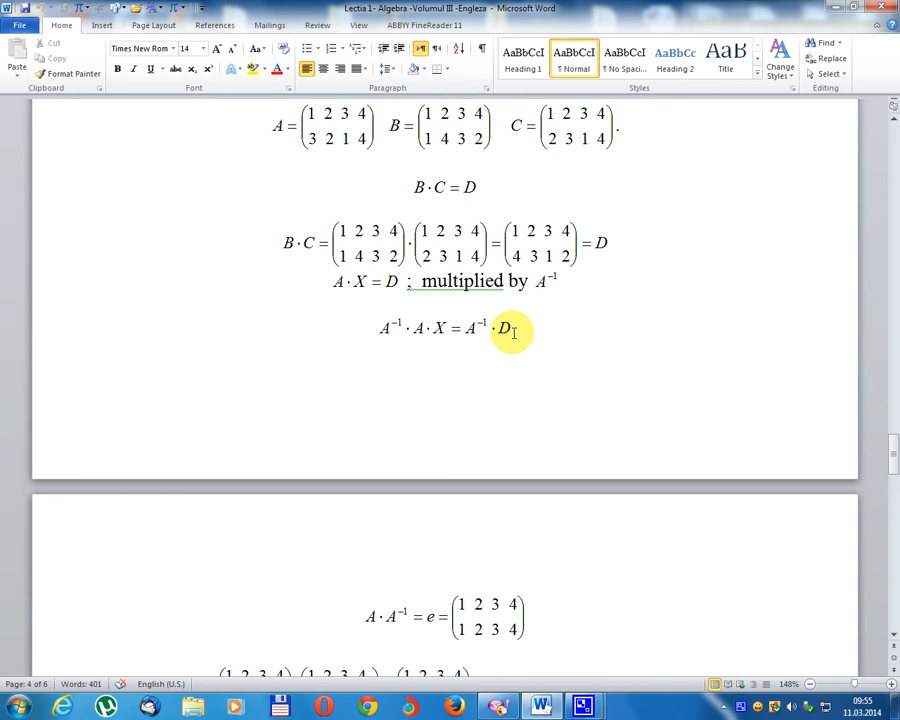 Lectia 1- Algebra -Volumul III -Engleza - Microsoft Word
File Home Insert Page Layout References Mailings Review View ABBYY FineReader 11
Cut
Copy
Format Painter
Paste
Clipboard
Times New Rom 14
Font
Paragraph
AaBbCcI AaBbCcI AaBbCcI AaBbCc AaB
Heading 1 ¶ Normal ¶ No Spaci... Heading 2 Title
Change Styles
Styles
Find
Replace
Select
Editing
A = (1 2 3 4 / 3 2 1 4) B = (1 2 3 4 / 1 4 3 2) C = (1 2 3 4 / 2 3 1 4).
B · C = D
B · C = (1 2 3 4 / 1 4 3 2) · (1 2 3 4 / 2 3 1 4) = (1 2 3 4 / 4 3 1 2) = D
A · X = D ; multiplied by A⁻¹
A⁻¹ · A · X = A⁻¹ · D
A · A⁻¹ = e = (1 2 3 4 / 1 2 3 4)
Page: 4 of 6 Words: 401 English (U.S.) 148%
09:55
11.03.2014